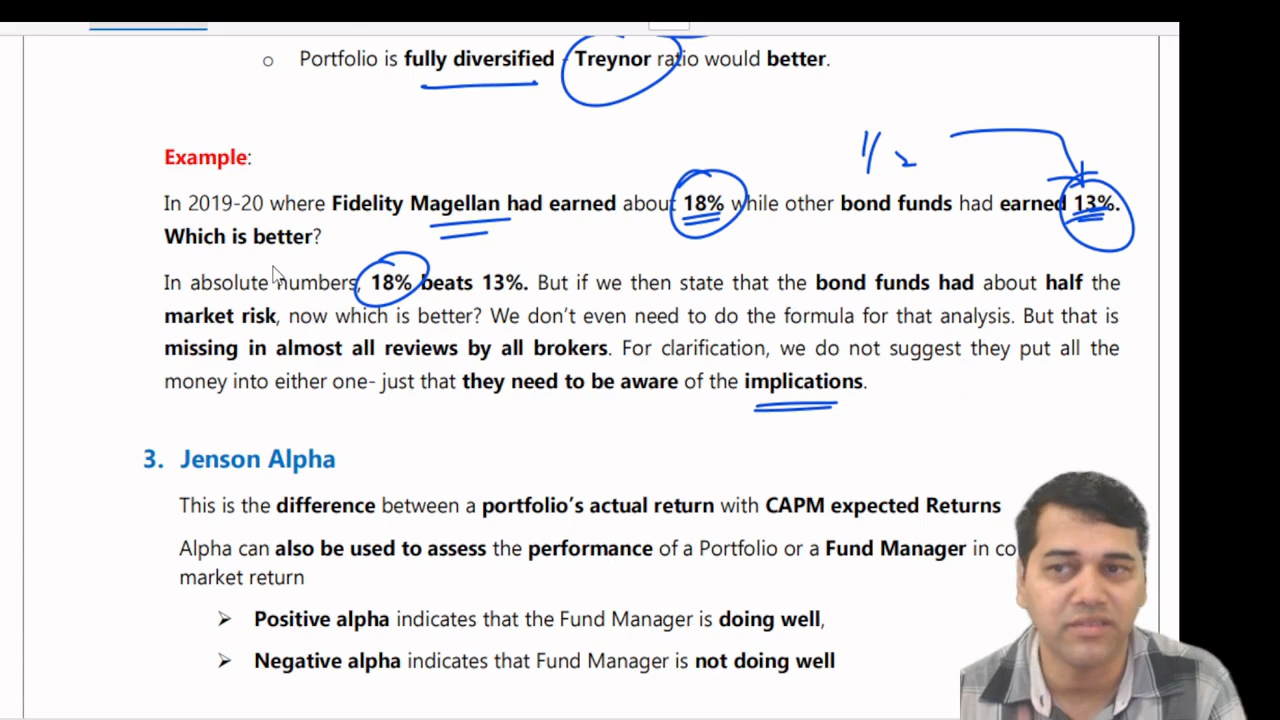 o Portfolio is fully diversified - Treynor ratio would better.
1/2
Example:
In 2019-20 where Fidelity Magellan had earned about 18% while other bond funds had earned 13%.
Which is better?
In absolute numbers, 18% beats 13%. But if we then state that the bond funds had about half the
market risk, now which is better? We don't even need to do the formula for that analysis. But that is
missing in almost all reviews by all brokers. For clarification, we do not suggest they put all the
money into either one- just that they need to be aware of the implications.
3. Jenson Alpha
This is the difference between a portfolio's actual return with CAPM expected Returns
Alpha can also be used to assess the performance of a Portfolio or a Fund Manager in co
market return
➢ Positive alpha indicates that the Fund Manager is doing well,
➢ Negative alpha indicates that Fund Manager is not doing well